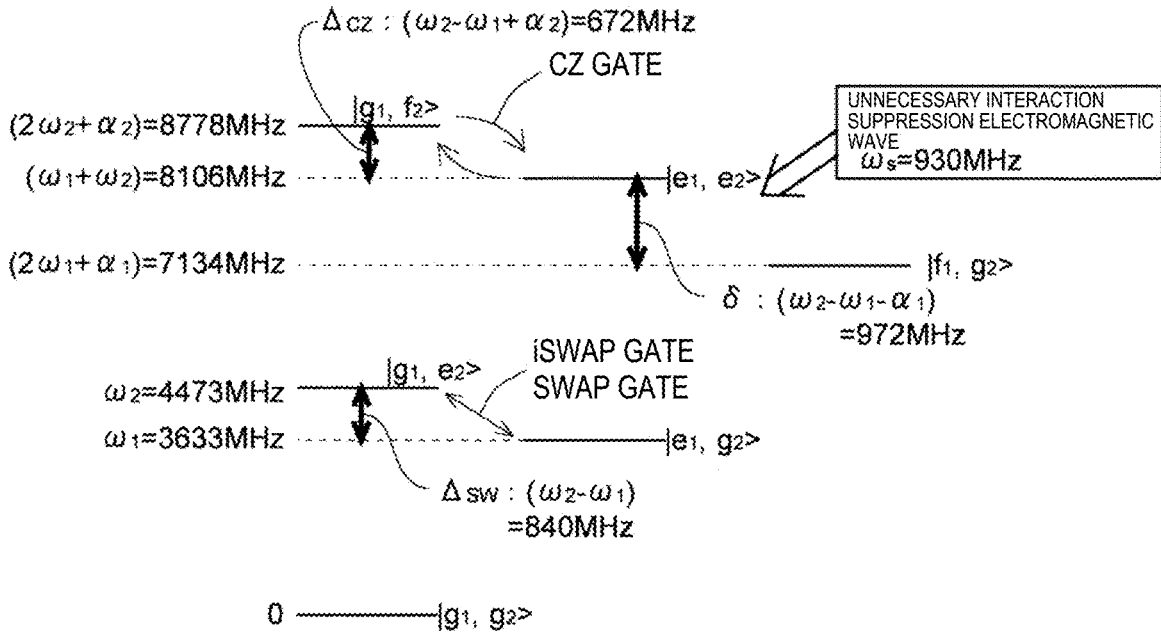 ΔCZ : (ω2-ω1+α2)=672MHz
CZ GATE
|g1, f2>
(2ω2+α2)=8778MHz
UNNECESSARY INTERACTION
SUPPRESSION ELECTROMAGNETIC
WAVE
ωs=930MHz
(ω1+ω2)=8106MHz
|e1, e2>
(2ω1+α1)=7134MHz
|f1, g2>
δ : (ω2-ω1-α1)
=972MHz
iSWAP GATE
SWAP GATE
|g1, e2>
ω2=4473MHz
ω1=3633MHz
|e1, g2>
ΔSW : (ω2-ω1)
=840MHz
0
|g1, g2>